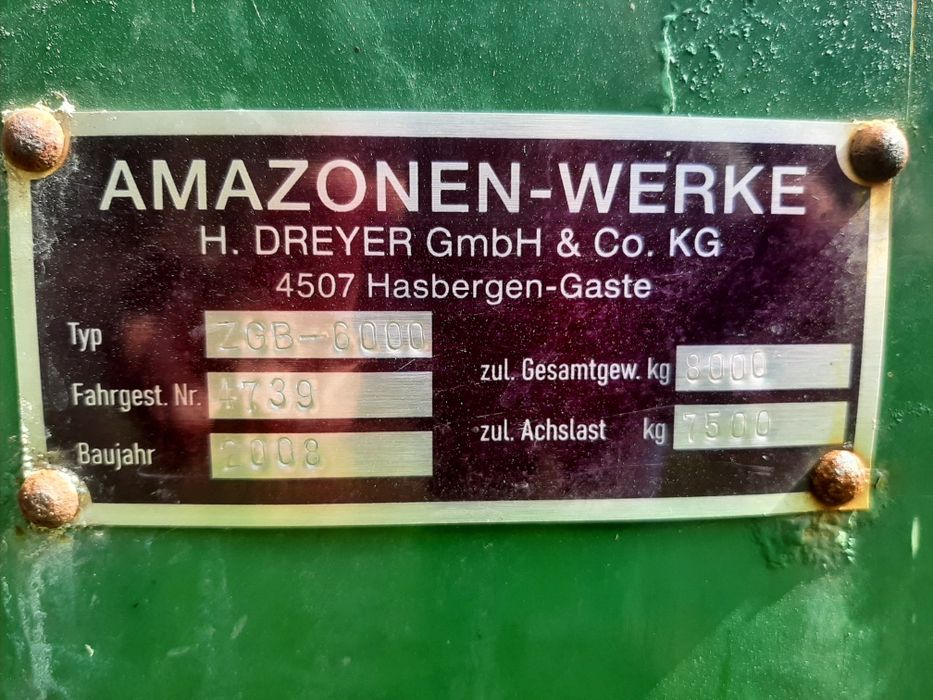 AMAZONEN-WERKE
H. DREYER GmbH & Co. KG
4507 Hasbergen-Gaste
Typ ZGB-6000
Fahrgest. Nr. 4739
Baujahr 2008
zul. Gesamtgew. kg 8000
zul. Achslast kg 7500